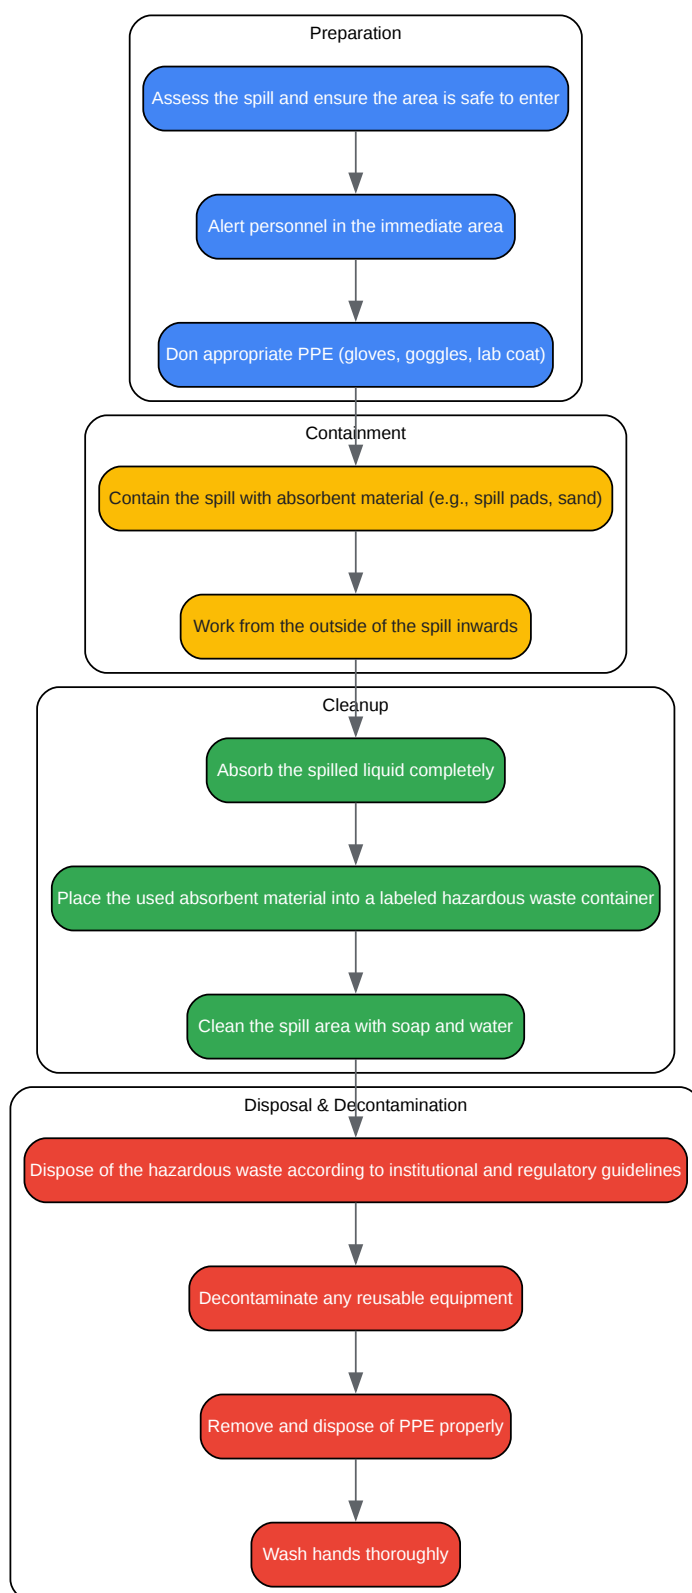 Preparation
Assess the spill and ensure the area is safe to enter
Alert personnel in the immediate area
Don appropriate PPE (gloves, goggles, lab coat)
Containment
Contain the spill with absorbent material (e.g., spill pads, sand)
Work from the outside of the spill inwards
Cleanup
Absorb the spilled liquid completely
Place the used absorbent material into a labeled hazardous waste container
Clean the spill area with soap and water
Disposal & Decontamination
Dispose of the hazardous waste according to institutional and regulatory guidelines
Decontaminate any reusable equipment
Remove and dispose of PPE properly
Wash hands thoroughly